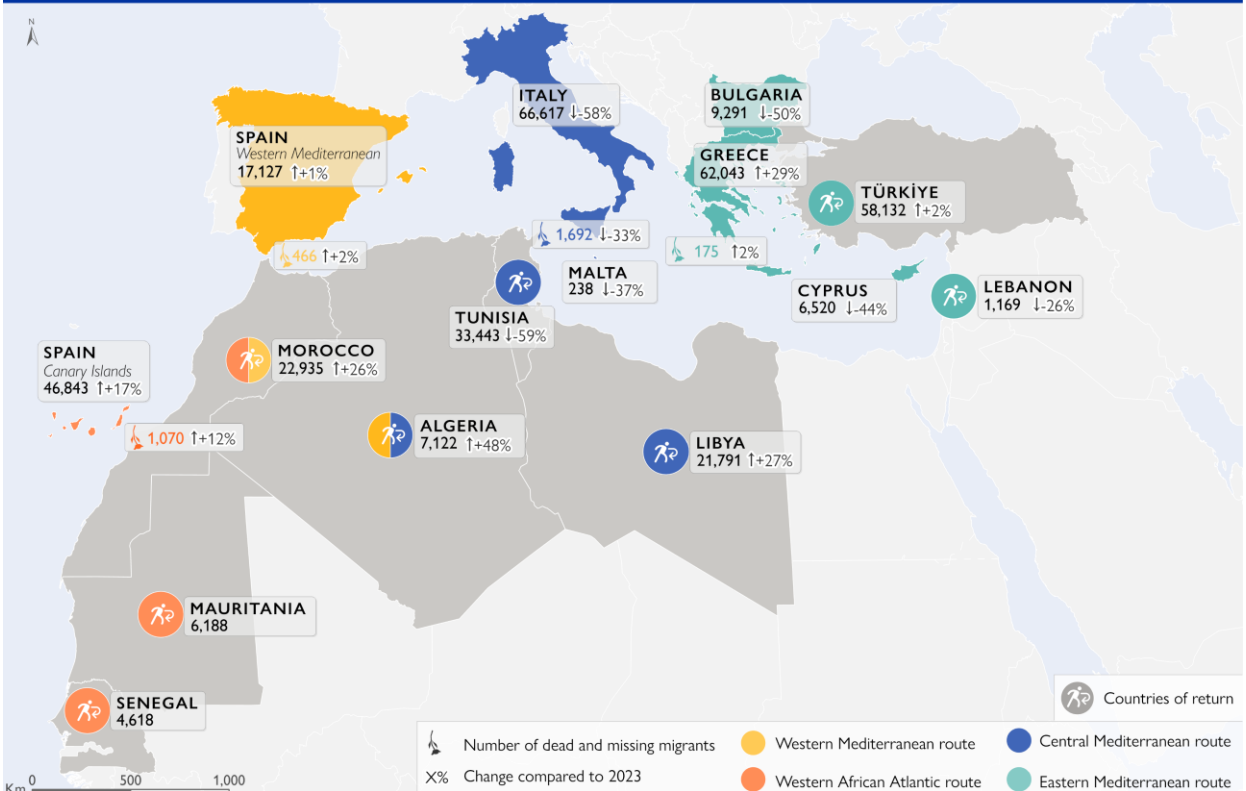 N
ITALY
66,617 ↓-58%
BULGARIA
9,291 ↓-50%
SPAIN
Western Mediterranean
17,127 ↑+1%
GREECE
62,043 ↑+29%
TÜRKİYE
58,132 ↑+2%
1,692 ↓-33%
466 ↑+2%
175 ↑2%
MALTA
238 ↓-37%
CYPRUS
6,520 ↓-44%
LEBANON
1,169 ↓-26%
TUNISIA
33,443 ↓-59%
SPAIN
Canary Islands
46,843 ↑+17%
MOROCCO
22,935 ↑+26%
1,070 ↑+12%
ALGERIA
7,122 ↑+48%
LIBYA
21,791 ↑+27%
MAURITANIA
6,188
SENEGAL
4,618
Countries of return
Number of dead and missing migrants
Western Mediterranean route
Central Mediterranean route
X% Change compared to 2023
Western African Atlantic route
Eastern Mediterranean route
Km 0 500 1,000